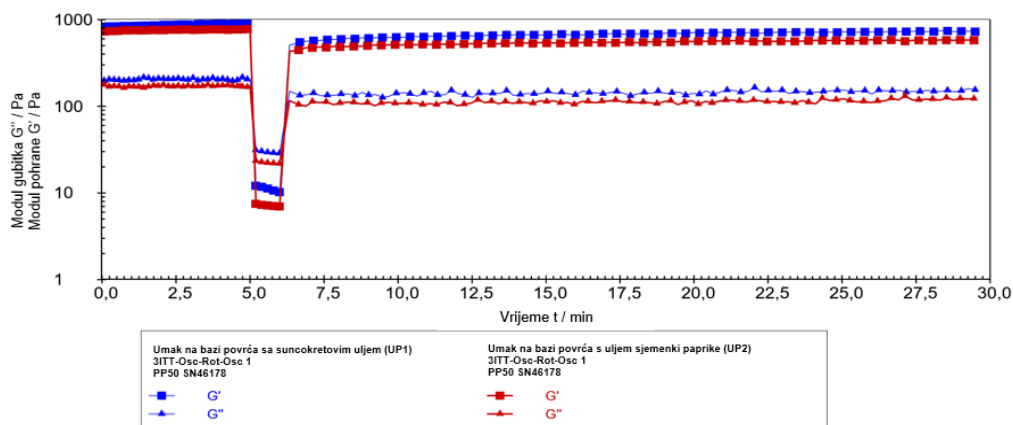 1000
100
10
1
Modul gubitka G'' / Pa
Modul pohrane G' / Pa
0,0 2,5 5,0 7,5 10,0 12,5 15,0 17,5 20,0 22,5 25,0 27,5 30,0
Vrijeme t / min
Umak na bazi povrća sa suncokretovim uljem (UP1)
3ITT-Osc-Rot-Osc 1
PP50 SN46178
G'
G''
Umak na bazi povrća s uljem sjemenki paprike (UP2)
3ITT-Osc-Rot-Osc 1
PP50 SN46178
G'
G''